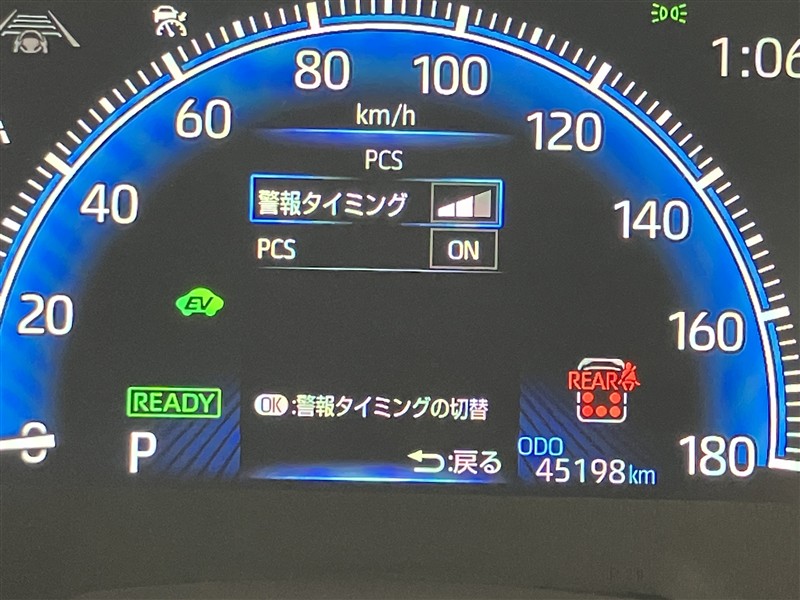 1:06
80
100
km/h
60
120
PCS
40
警報タイミング
140
PCS ON
EV
20
160
READY
OK:警報タイミングの切替
REAR
0
P
:戻る
ODO
45198km
180